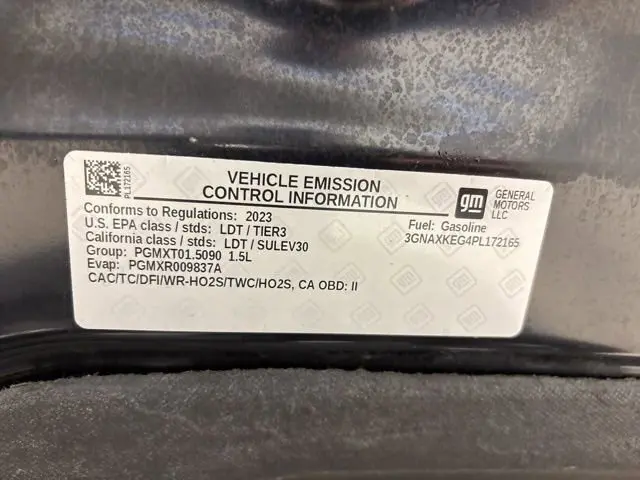 PL172165
VEHICLE EMISSION
CONTROL INFORMATION
gm
GENERAL
MOTORS
LLC
Conforms to Regulations: 2023
U.S. EPA class / stds: LDT / TIER3
California class / stds: LDT / SULEV30
Group: PGMXT01.5090 1.5L
Evap: PGMXR009837A
CAC/TC/DFI/WR-HO2S/TWC/HO2S, CA OBD: II
Fuel: Gasoline
3GNAXKEG4PL172165